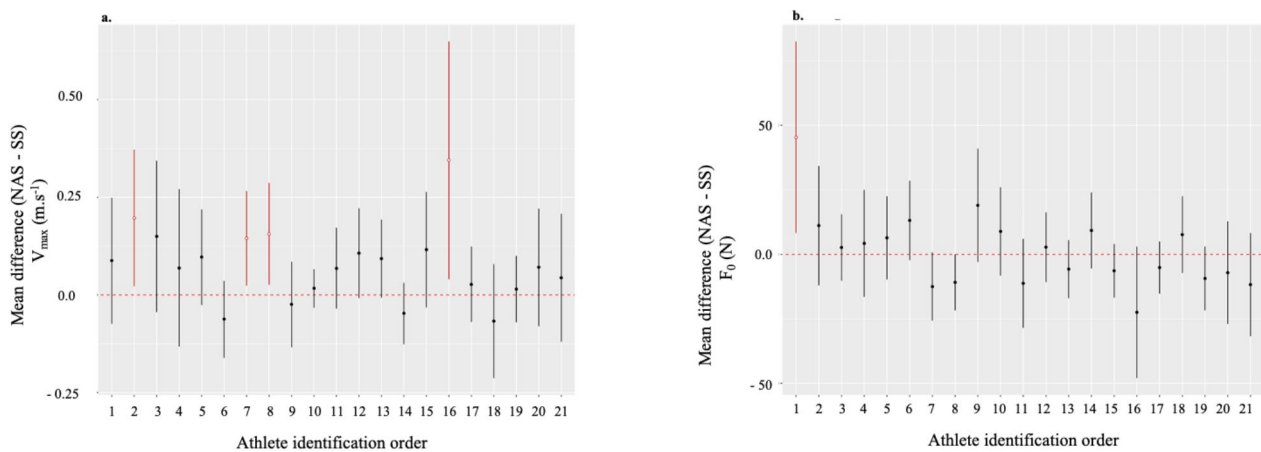 a.
Mean difference (NAS - SS)
Vmax (m.s-1)
0.50
0.25
0.0
- 0.25
1 2 3 4 5 6 7 8 9 10 11 12 13 14 15 16 17 18 19 20 21
Athlete identification order
b.
Mean difference (NAS - SS)
F0 (N)
50
0.0
- 50
1 2 3 4 5 6 7 8 9 10 11 12 13 14 15 16 17 18 19 20 21
Athlete identification order